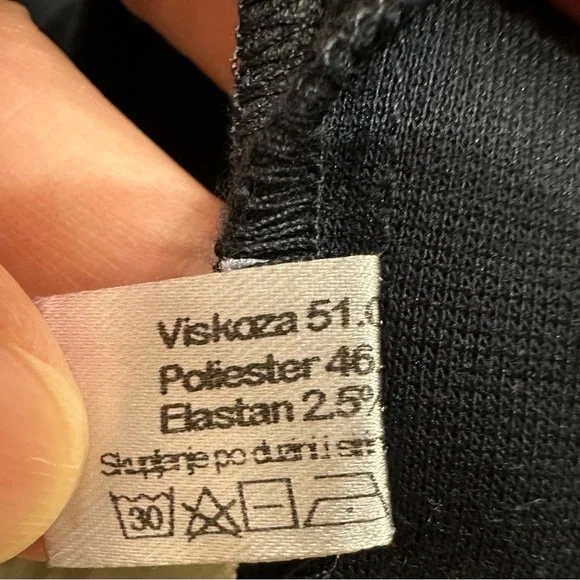 Viskoza 51.
Poliester 46
Elastan 2.5%
Skupljanje po dužini i
30